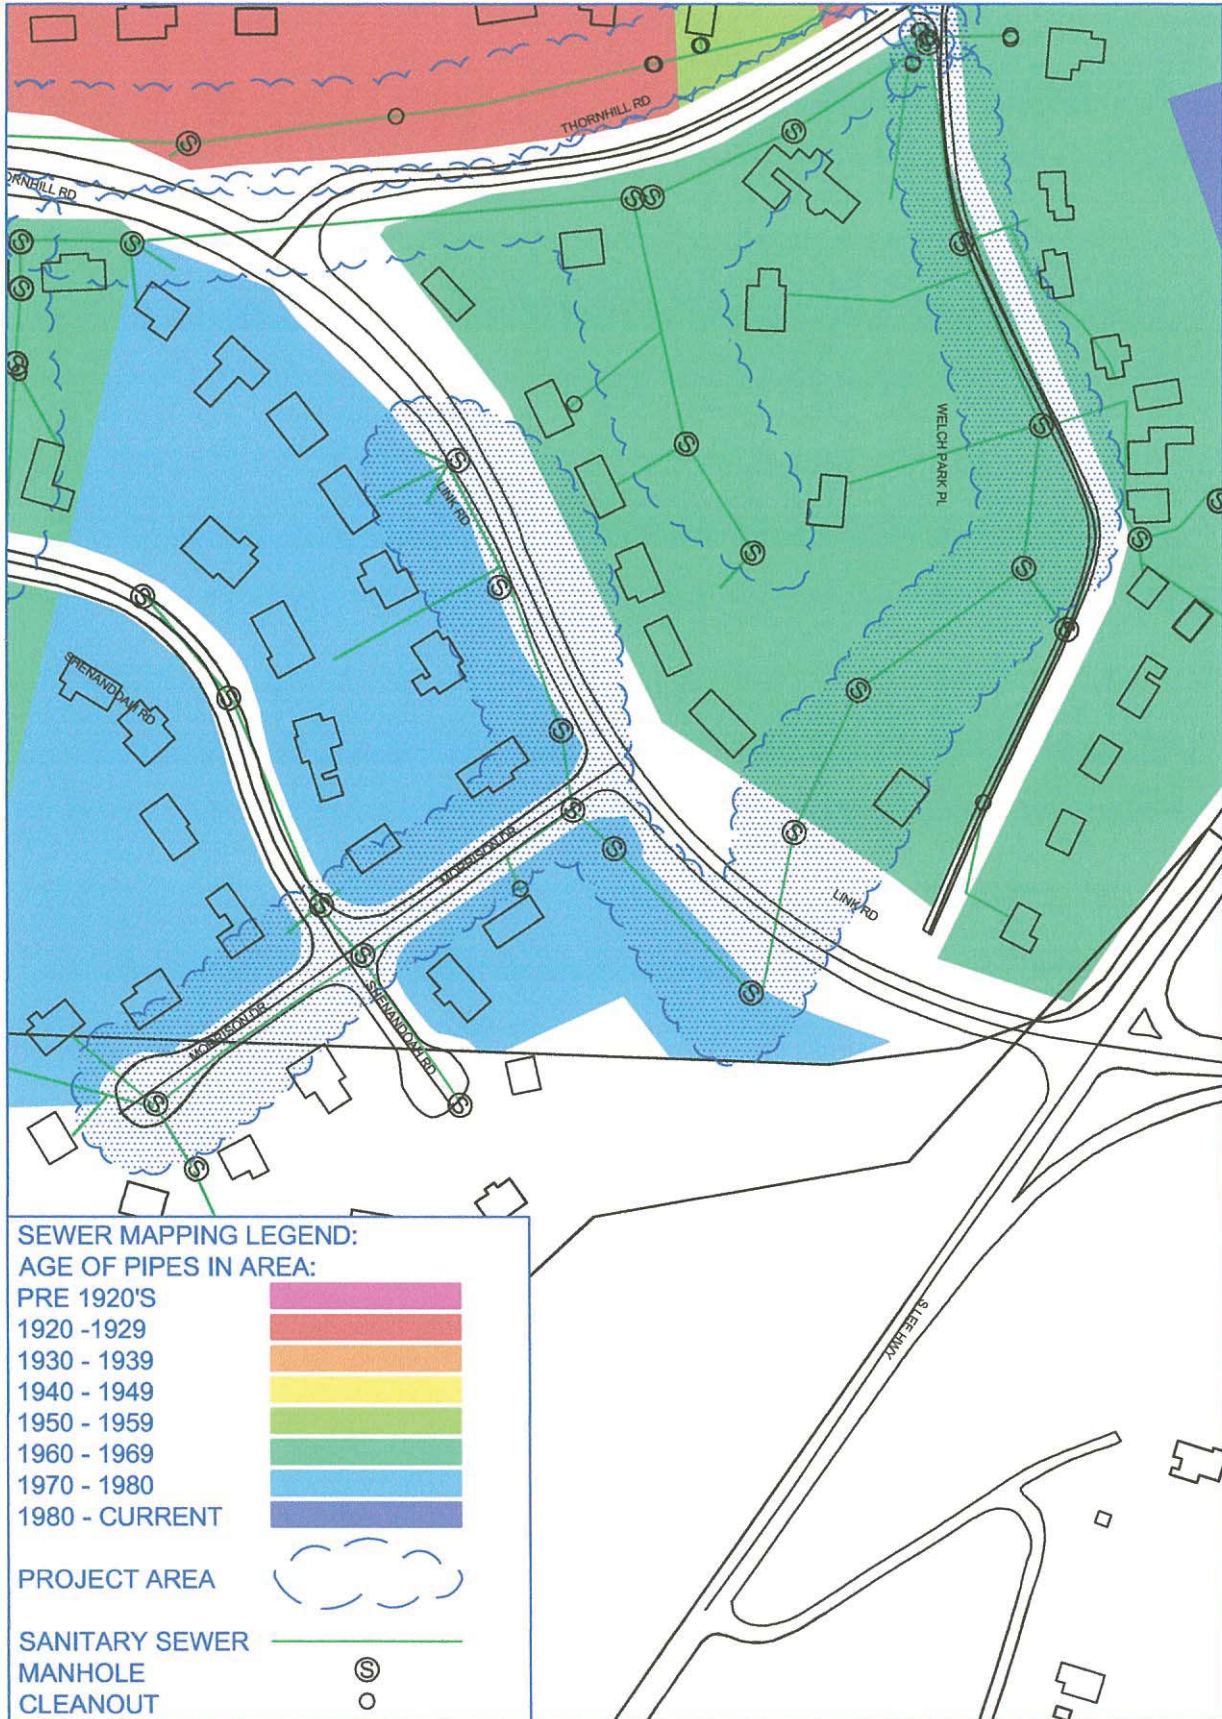 THORNHILL RD
ORNHILL RD
WELCH PARK PL
LINK RD
SHENANDOAH RD
MORRISON DR
LINK RD
MORRISON DR
SHENANDOAH RD
S LEE HWY
SEWER MAPPING LEGEND:
AGE OF PIPES IN AREA:
PRE 1920'S
1920 -1929
1930 - 1939
1940 - 1949
1950 - 1959
1960 - 1969
1970 - 1980
1980 - CURRENT
PROJECT AREA
SANITARY SEWER
MANHOLE
S
CLEANOUT